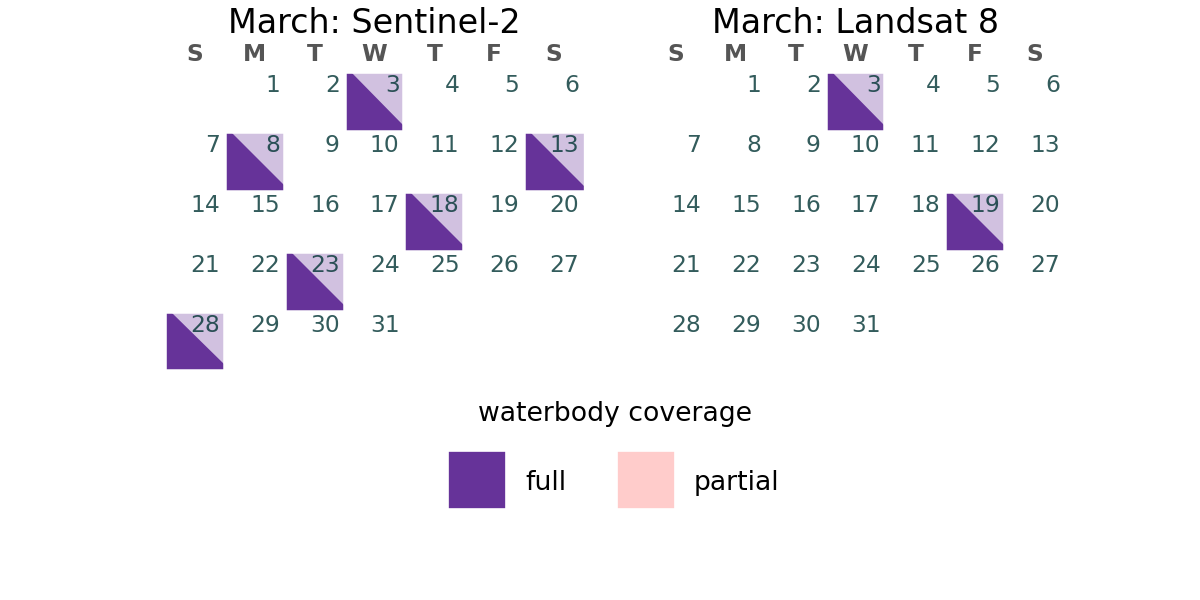 March: Sentinel-2
S M T W T F S
1 2 3 4 5 6
7 8 9 10 11 12 13
14 15 16 17 18 19 20
21 22 23 24 25 26 27
28 29 30 31
March: Landsat 8
S M T W T F S
1 2 3 4 5 6
7 8 9 10 11 12 13
14 15 16 17 18 19 20
21 22 23 24 25 26 27
28 29 30 31
waterbody coverage
full partial